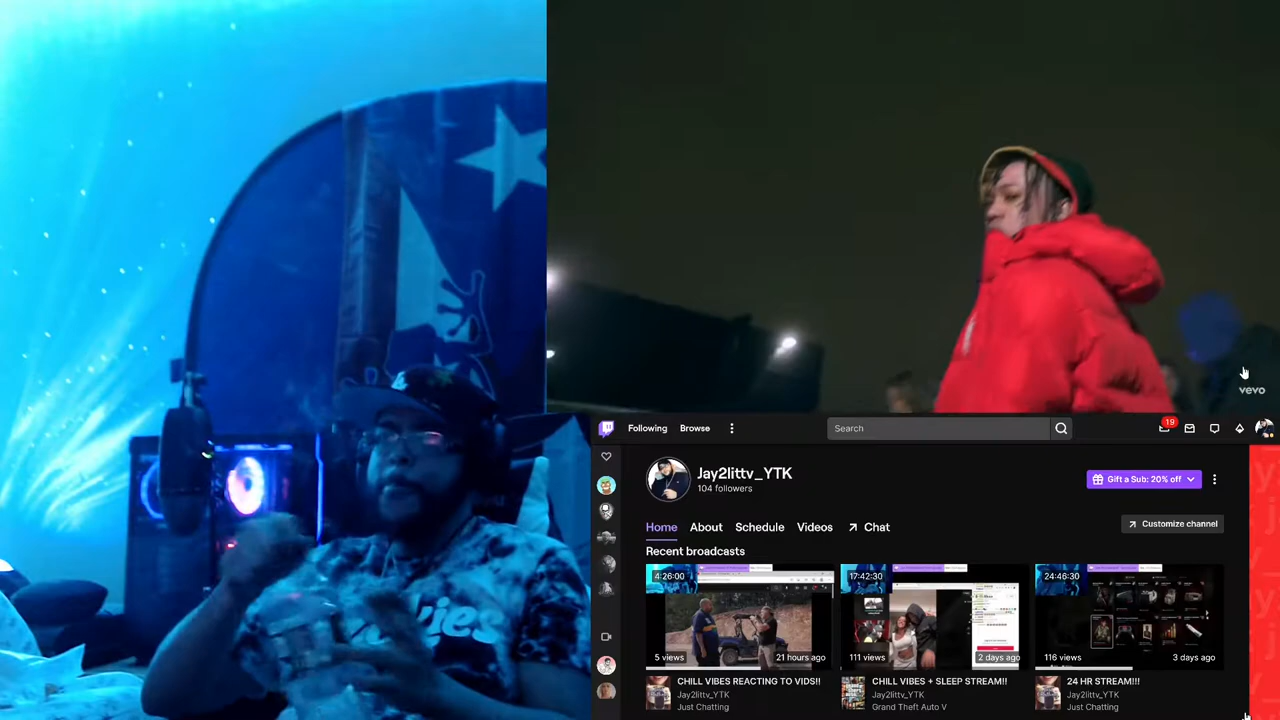 vevo
Following Browse
Search
19
Jay2littv_YTK
104 followers
Gift a Sub: 20% off
Home About Schedule Videos Chat
Customize channel
Recent broadcasts
4:26:00
5 views
21 hours ago
CHILL VIBES REACTING TO VIDS!!
Jay2littv_YTK
Just Chatting
17:42:30
111 views
2 days ago
CHILL VIBES + SLEEP STREAM!!
Jay2littv_YTK
Grand Theft Auto V
24:46:30
116 views
3 days ago
24 HR STREAM!!!
Jay2littv_YTK
Just Chatting